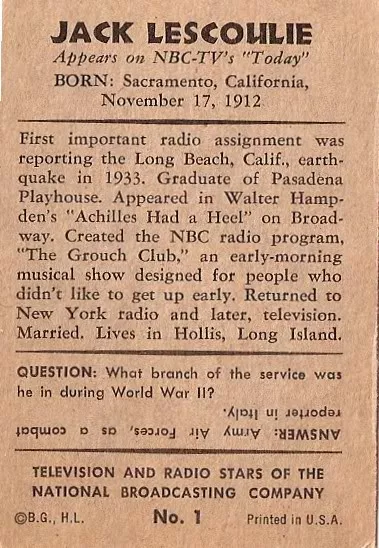 JACK LESCOULIE
Appears on NBC-TV's "Today"
BORN: Sacramento, California,
November 17, 1912
First important radio assignment was
reporting the Long Beach, Calif., earth-
quake in 1933. Graduate of Pasadena
Playhouse. Appeared in Walter Hamp-
den's "Achilles Had a Heel" on Broad-
way. Created the NBC radio program,
"The Grouch Club," an early-morning
musical show designed for people who
didn't like to get up early. Returned to
New York radio and later, television.
Married. Lives in Hollis, Long Island.
QUESTION: What branch of the service was
he in during World War II?
ANSWER: Army Air Forces, as a combat
reporter in Italy.
TELEVISION AND RADIO STARS OF THE
NATIONAL BROADCASTING COMPANY
©B.G., H.L. No. 1 Printed in U.S.A.